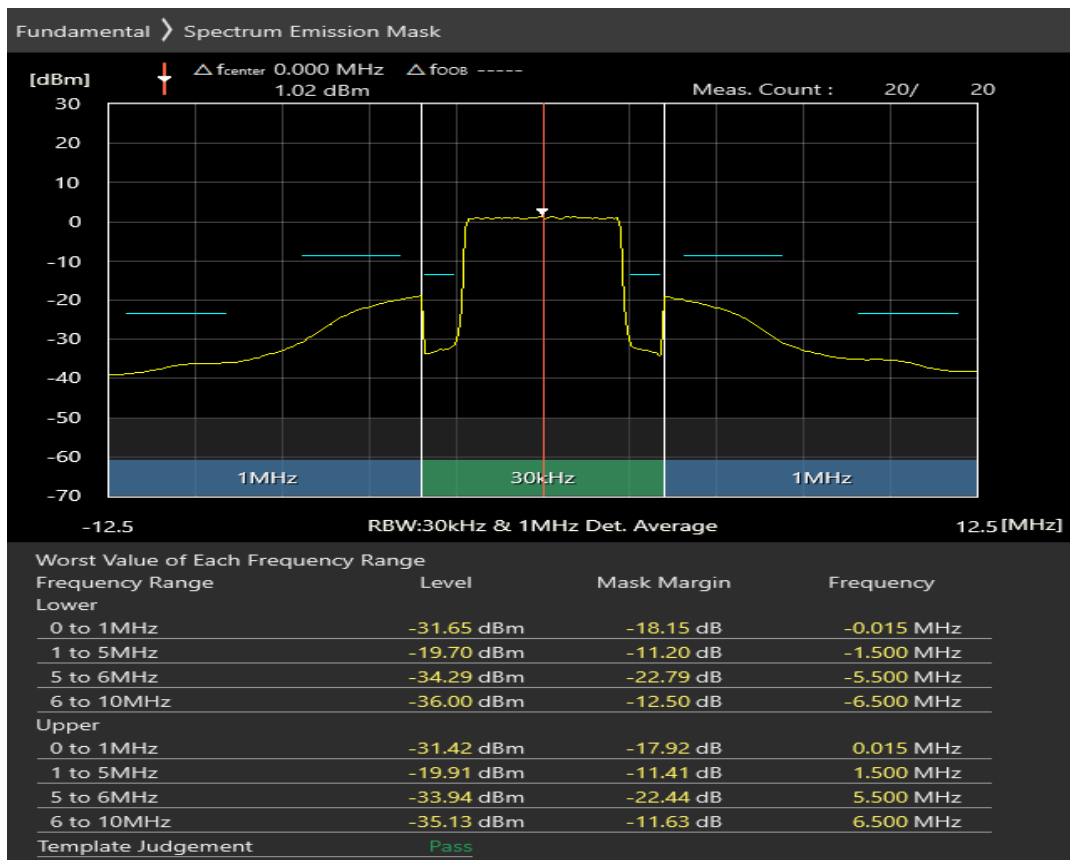 Fundamental ❯ Spectrum Emission Mask
[dBm] △ fcenter 0.000 MHz △ fOOB -----
1.02 dBm Meas. Count : 20/ 20
30
20
10
0
-10
-20
-30
-40
-50
-60
1MHz 30kHz 1MHz
-70
-12.5 RBW:30kHz & 1MHz Det. Average 12.5 [MHz]
Worst Value of Each Frequency Range
Frequency Range Level Mask Margin Frequency
Lower
0 to 1MHz -31.65 dBm -18.15 dB -0.015 MHz
1 to 5MHz -19.70 dBm -11.20 dB -1.500 MHz
5 to 6MHz -34.29 dBm -22.79 dB -5.500 MHz
6 to 10MHz -36.00 dBm -12.50 dB -6.500 MHz
Upper
0 to 1MHz -31.42 dBm -17.92 dB 0.015 MHz
1 to 5MHz -19.91 dBm -11.41 dB 1.500 MHz
5 to 6MHz -33.94 dBm -22.44 dB 5.500 MHz
6 to 10MHz -35.13 dBm -11.63 dB 6.500 MHz
Template Judgement Pass